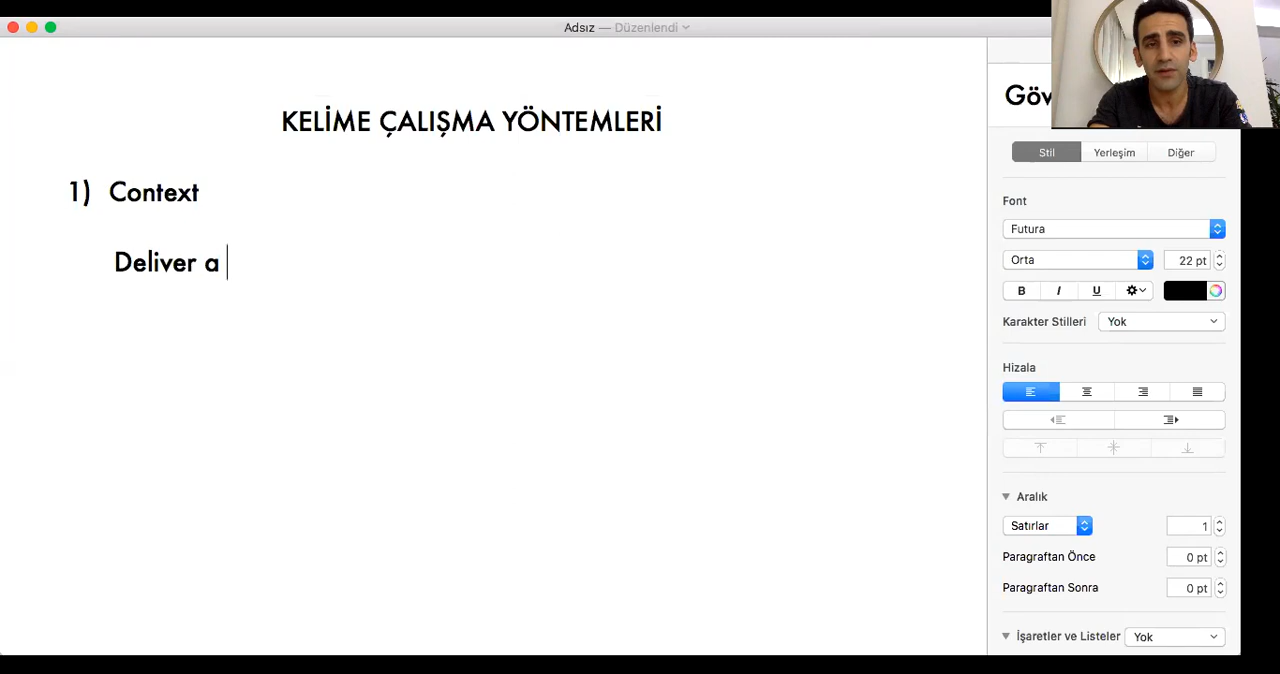 Adsız — Düzenlendi
KELİME ÇALIŞMA YÖNTEMLERİ
1) Context
Deliver a
Stil Yerleşim Diğer
Font
Futura
Orta 22 pt
B I U
Karakter Stilleri Yok
Hizala
Aralık
Satırlar 1
Paragraftan Önce 0 pt
Paragraftan Sonra 0 pt
İşaretler ve Listeler Yok